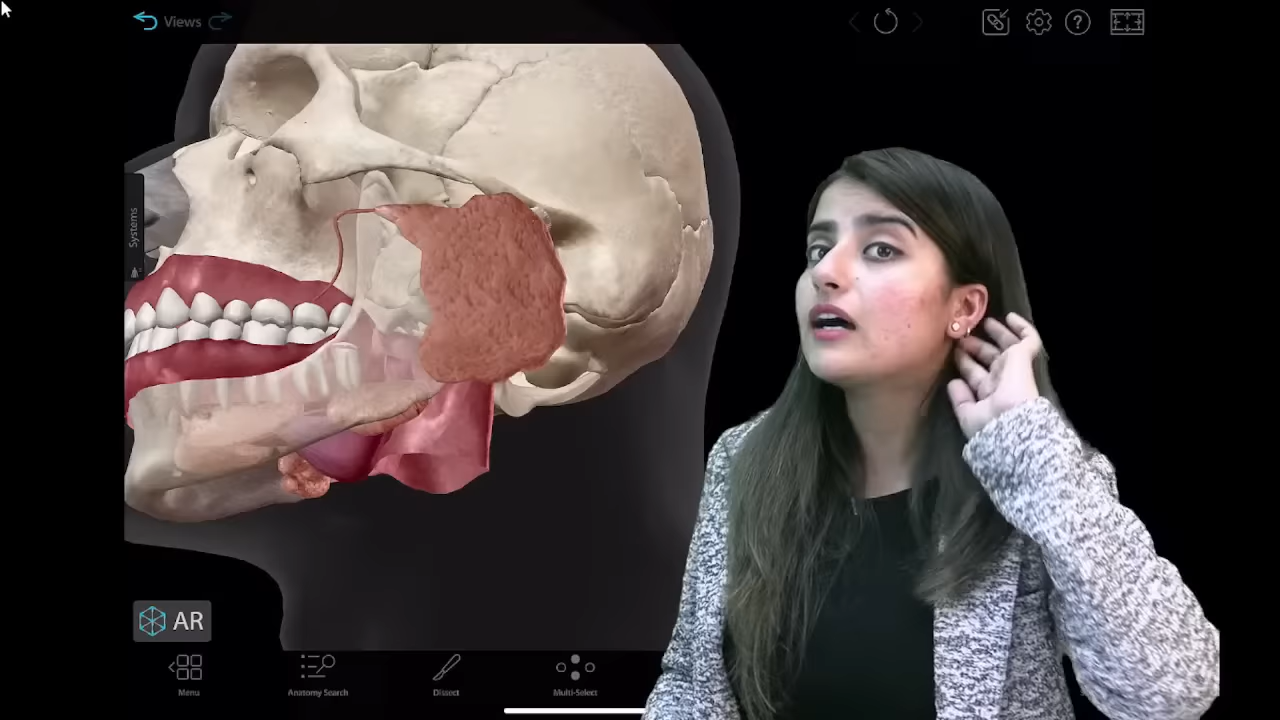 Views
Systems
AR
Menu
Anatomy Search
Dissect
Multi-Select